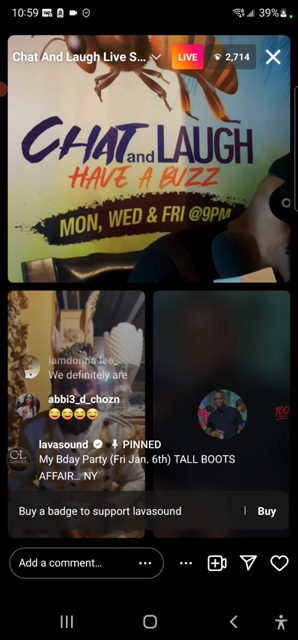 10:59
39%
Chat And Laugh Live S...
LIVE
2,714
CHAT and LAUGH
HAVE A BUZZ
MON, WED & FRI @9PM
iamdonna.lee_
We definitely are
abbi3_d_chozn
😂😂😂😂
lavasound PINNED
My Bday Party (Fri Jan. 6th) TALL BOOTS
AFFAIR... NY
💯
Buy a badge to support lavasound
Buy
Add a comment...